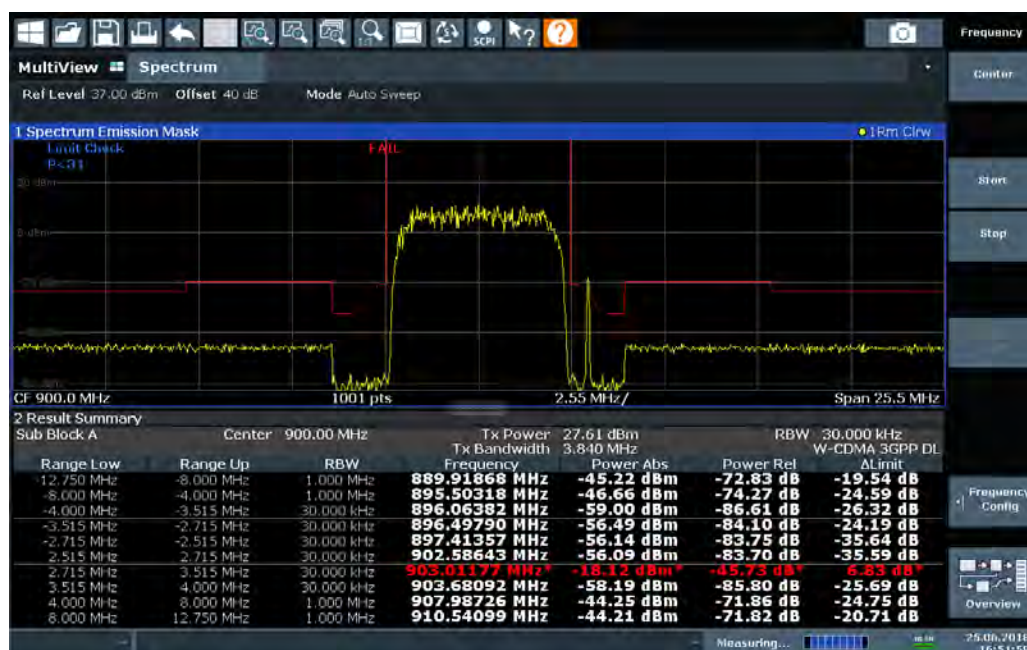 SCPI
?
1:1
Frequency
MultiView Spectrum
Center
Ref Level 37.00 dBm Offset 40 dB Mode Auto Sweep
1 Spectrum Emission Mask 1Rm Clrw
Limit Check FAIL
P<31
Start
Stop
CF 900.0 MHz 1001 pts 2.55 MHz/ Span 25.5 MHz
2 Result Summary
Sub Block A Center 900.00 MHz Tx Power 27.61 dBm RBW 30.000 kHz
Tx Bandwidth 3.840 MHz W-CDMA 3GPP DL
Range Low Range Up RBW Frequency Power Abs Power Rel ΔLimit
-12.750 MHz -8.000 MHz 1.000 MHz 889.91868 MHz -45.22 dBm -72.83 dB -19.54 dB
-8.000 MHz -4.000 MHz 1.000 MHz 895.50318 MHz -46.66 dBm -74.27 dB -24.59 dB
-4.000 MHz -3.515 MHz 30.000 kHz 896.06382 MHz -59.00 dBm -86.61 dB -26.32 dB
-3.515 MHz -2.715 MHz 30.000 kHz 896.49790 MHz -56.49 dBm -84.10 dB -24.19 dB
-2.715 MHz -2.515 MHz 30.000 kHz 897.41357 MHz -56.14 dBm -83.75 dB -35.64 dB
2.515 MHz 2.715 MHz 30.000 kHz 902.58643 MHz -56.09 dBm -83.70 dB -35.59 dB
2.715 MHz 3.515 MHz 30.000 kHz 903.01177 MHz* -18.12 dBm* -45.73 dB* 6.83 dB*
3.515 MHz 4.000 MHz 30.000 kHz 903.68092 MHz -58.19 dBm -85.80 dB -25.69 dB
4.000 MHz 8.000 MHz 1.000 MHz 907.98726 MHz -44.25 dBm -71.86 dB -24.75 dB
8.000 MHz 12.750 MHz 1.000 MHz 910.54099 MHz -44.21 dBm -71.82 dB -20.71 dB
Frequency
Config
Overview
Measuring...
25.06.2018